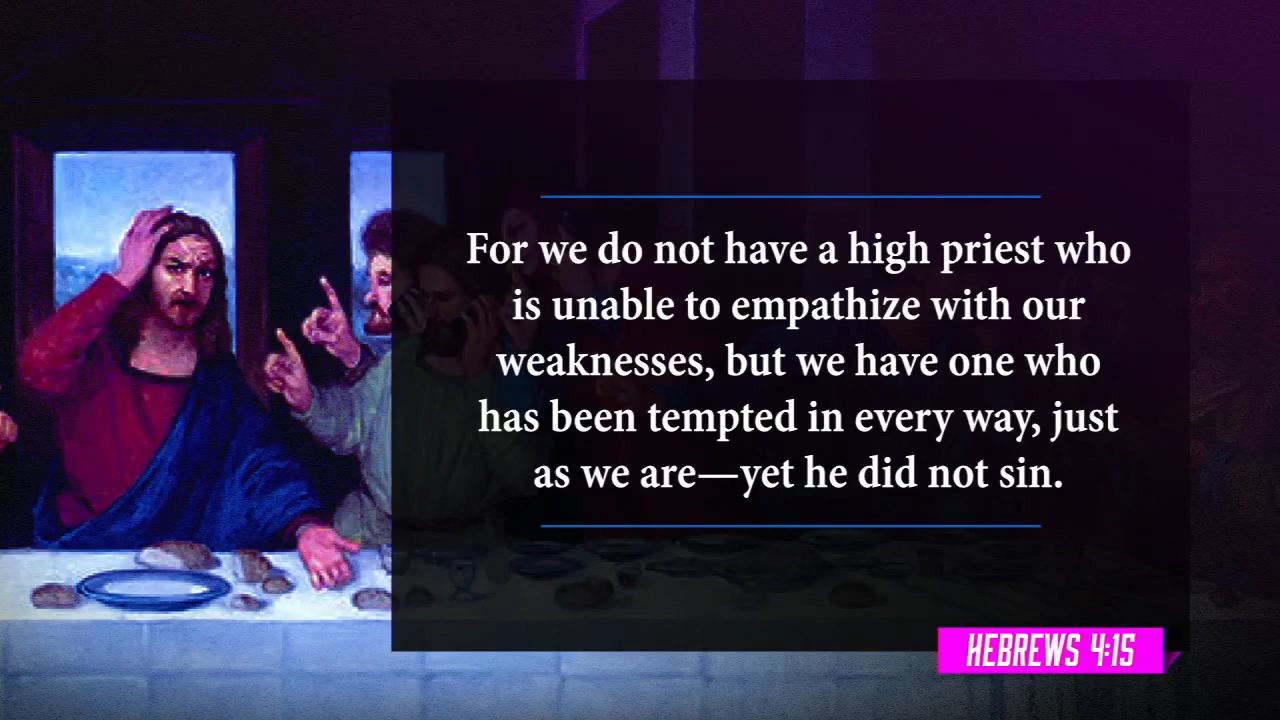 For we do not have a high priest who
is unable to empathize with our
weaknesses, but we have one who
has been tempted in every way, just
as we are—yet he did not sin.
HEBREWS 4:15